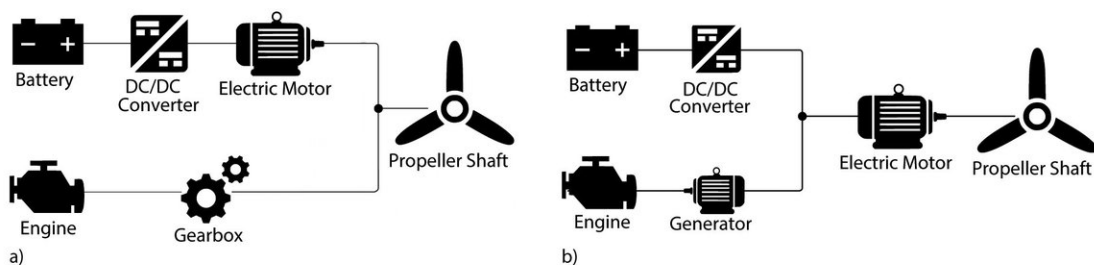 Battery
DC/DC
Converter
Electric Motor
Propeller Shaft
Engine
Gearbox
a)
Battery
DC/DC
Converter
Electric Motor
Propeller Shaft
Engine
Generator
b)